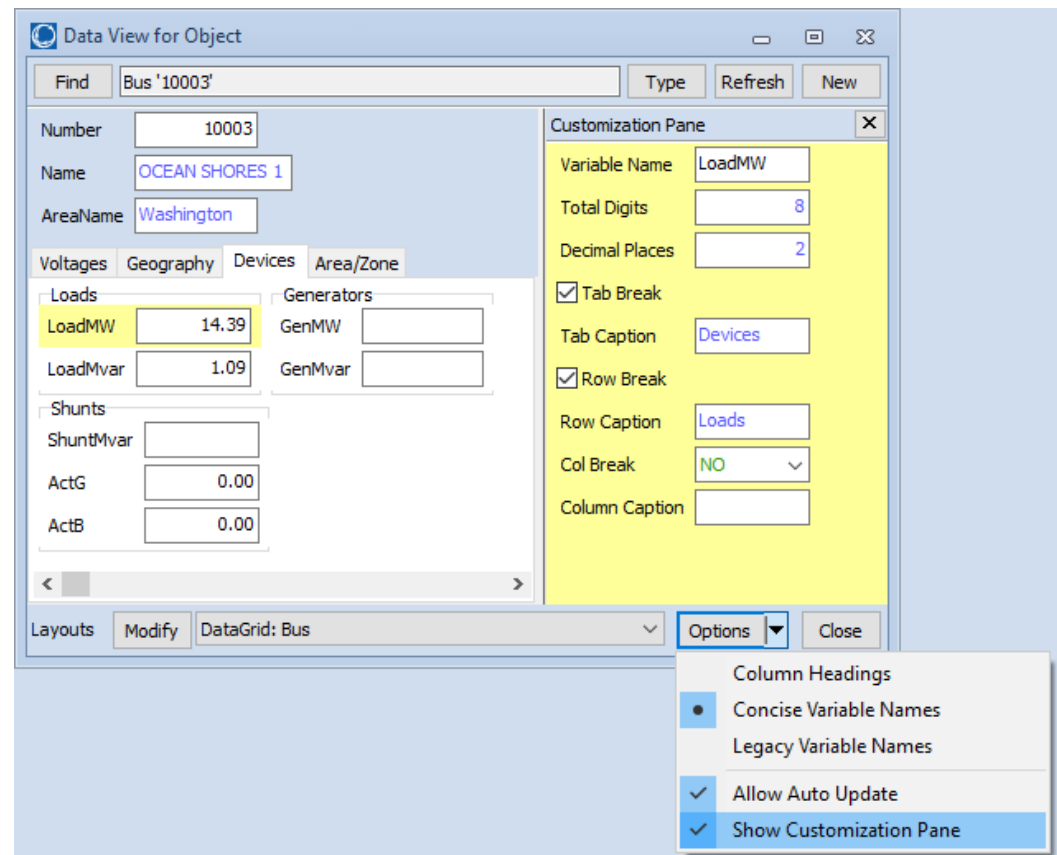 Data View for Object
Find Bus '10003' Type Refresh New
Number 10003
Name OCEAN SHORES 1
AreaName Washington
Voltages Geography Devices Area/Zone
Loads Generators
LoadMW 14.39 GenMW
LoadMvar 1.09 GenMvar
Shunts
ShuntMvar
ActG 0.00
ActB 0.00
Customization Pane
Variable Name LoadMW
Total Digits 8
Decimal Places 2
Tab Break
Tab Caption Devices
Row Break
Row Caption Loads
Col Break NO
Column Caption
Layouts Modify DataGrid: Bus Options Close
Column Headings
Concise Variable Names
Legacy Variable Names
Allow Auto Update
Show Customization Pane